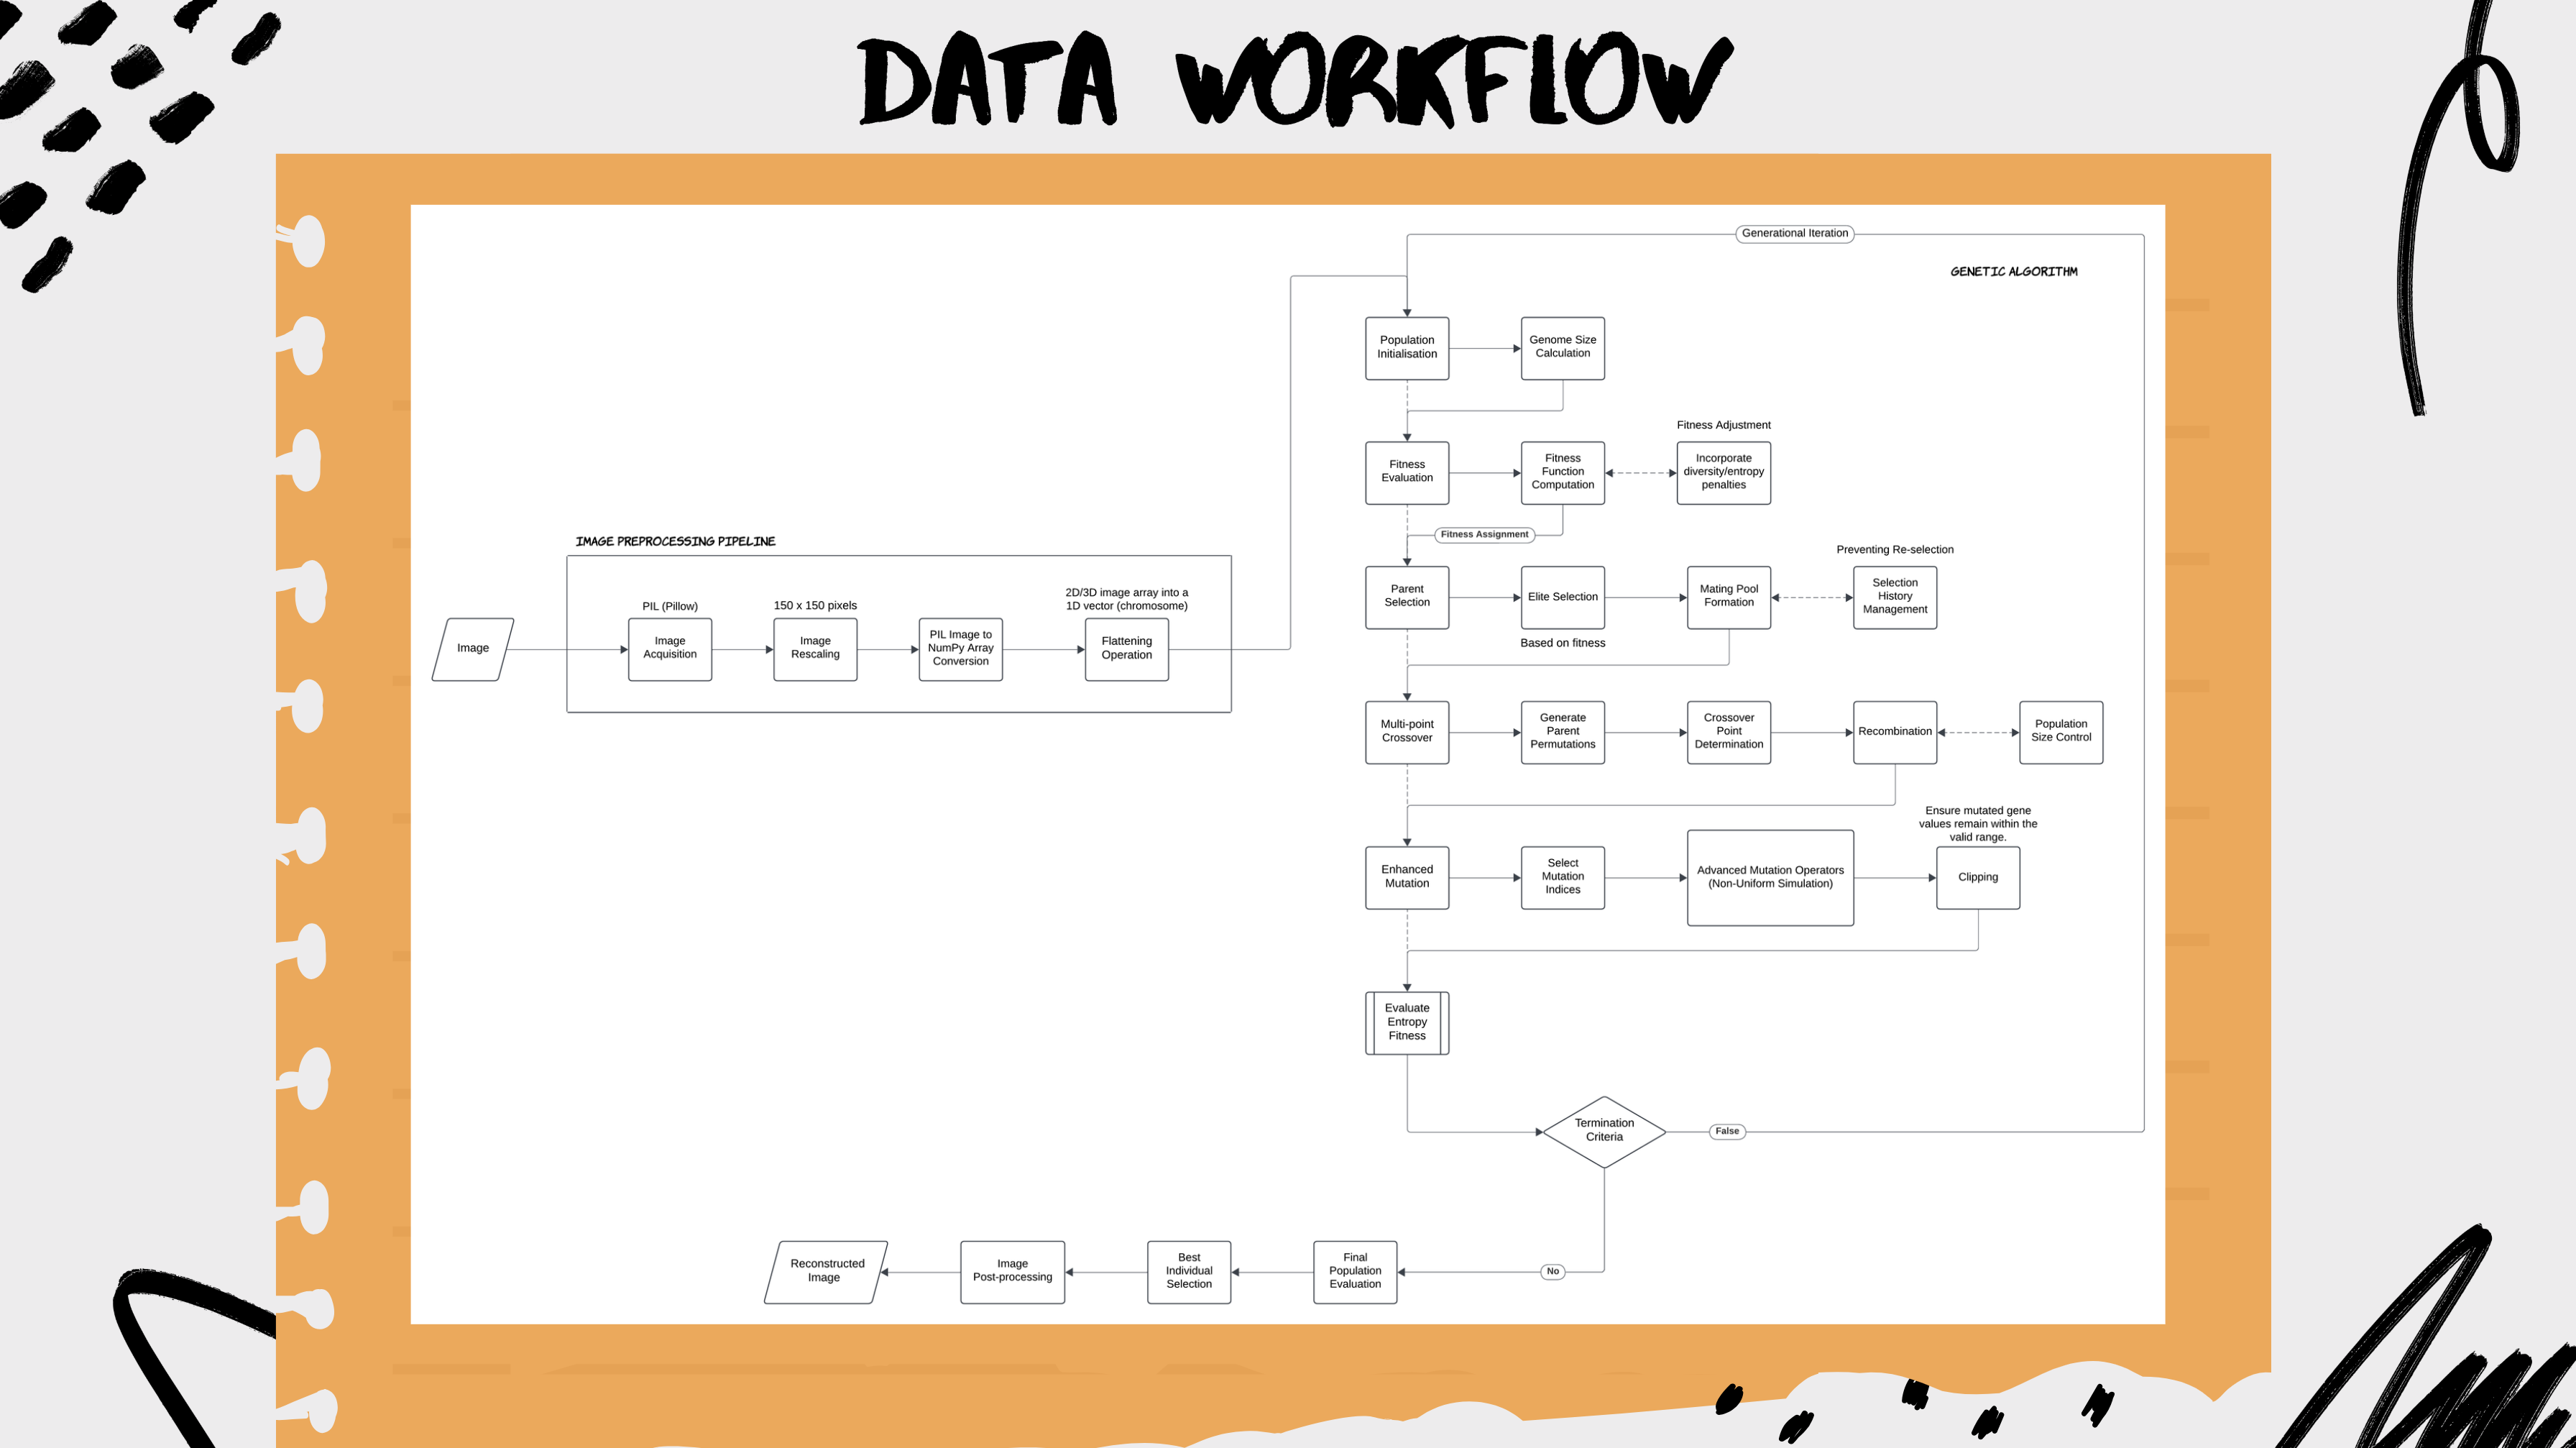 DATA WORKFLOW
Generational Iteration
GENETIC ALGORITHM
Population
Initialisation
Genome Size
Calculation
Fitness Adjustment
Fitness
Evaluation
Fitness
Function
Computation
Incorporate
diversity/entropy
penalties
Fitness Assignment
IMAGE PREPROCESSING PIPELINE
Preventing Re-selection
Parent
Selection
Elite Selection
Mating Pool
Formation
Selection
History
Management
Based on fitness
PIL (Pillow)
150 x 150 pixels
2D/3D image array into a
1D vector (chromosome)
Image
Image
Acquisition
Image
Rescaling
PIL Image to
NumPy Array
Conversion
Flattening
Operation
Multi-point
Crossover
Generate
Parent
Permutations
Crossover
Point
Determination
Recombination
Population
Size Control
Ensure mutated gene
values remain within the
valid range.
Enhanced
Mutation
Select
Mutation
Indices
Advanced Mutation Operators
(Non-Uniform Simulation)
Clipping
Evaluate
Entropy
Fitness
Termination
Criteria
False
No
Reconstructed
Image
Image
Post-processing
Best
Individual
Selection
Final
Population
Evaluation